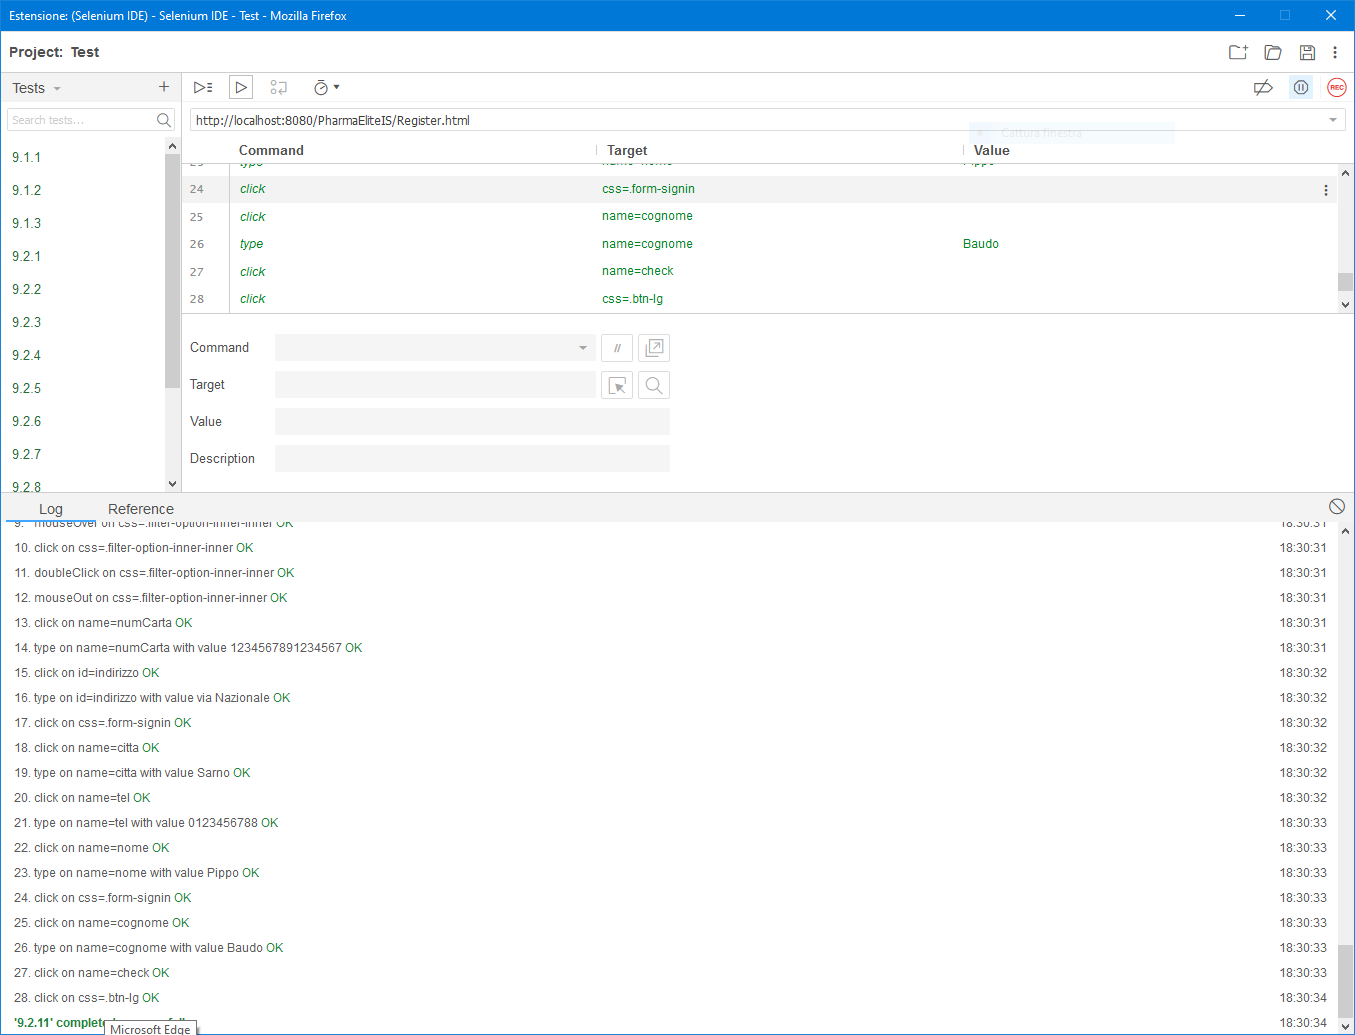 Estensione: (Selenium IDE) - Selenium IDE - Test - Mozilla Firefox
Project: Test
Tests
+
REC
Search tests...
http://localhost:8080/PharmaEliteIS/Register.html
Cattura finestra
Command Target Value
9.1.1
9.1.2
9.1.3
9.2.1
9.2.2
9.2.3
9.2.4
9.2.5
9.2.6
9.2.7
9.2.8
23 type name=nome Pippo
24 click css=.form-signin
25 click name=cognome
26 type name=cognome Baudo
27 click name=check
28 click css=.btn-lg
Command
//
Target
Value
Description
Log Reference
9. mouseOver on css=.filter-option-inner-inner OK 18:30:31
10. click on css=.filter-option-inner-inner OK 18:30:31
11. doubleClick on css=.filter-option-inner-inner OK 18:30:31
12. mouseOut on css=.filter-option-inner-inner OK 18:30:31
13. click on name=numCarta OK 18:30:31
14. type on name=numCarta with value 1234567891234567 OK 18:30:31
15. click on id=indirizzo OK 18:30:32
16. type on id=indirizzo with value via Nazionale OK 18:30:32
17. click on css=.form-signin OK 18:30:32
18. click on name=citta OK 18:30:32
19. type on name=citta with value Sarno OK 18:30:32
20. click on name=tel OK 18:30:32
21. type on name=tel with value 0123456788 OK 18:30:33
22. click on name=nome OK 18:30:33
23. type on name=nome with value Pippo OK 18:30:33
24. click on css=.form-signin OK 18:30:33
25. click on name=cognome OK 18:30:33
26. type on name=cognome with value Baudo OK 18:30:33
27. click on name=check OK 18:30:33
28. click on css=.btn-lg OK 18:30:34
'9.2.11' 18:30:34
Microsoft Edge